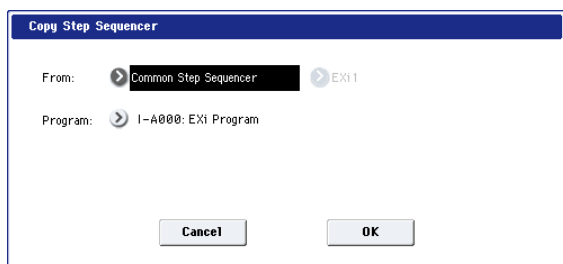 Copy Step Sequencer
From: Common Step Sequencer EXi1
Program: I-A000: EXi Program
Cancel OK